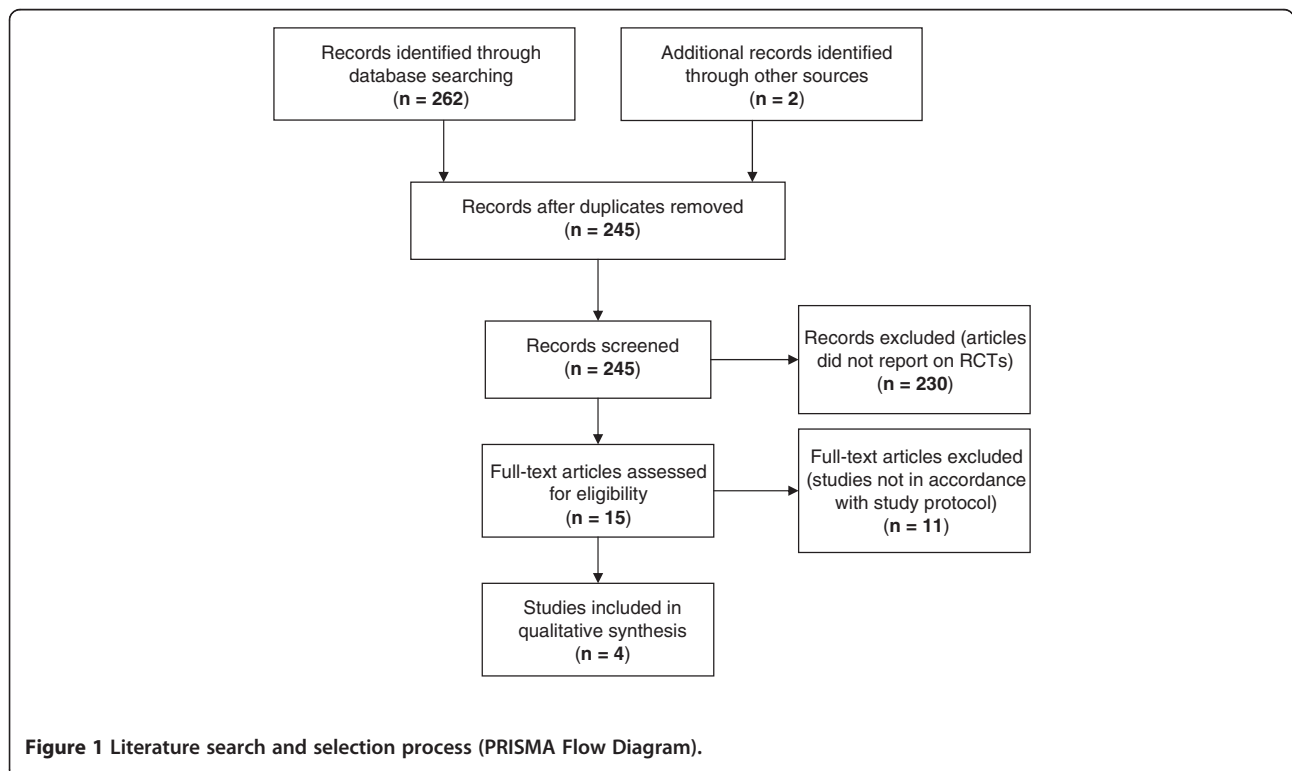 Records identified through
database searching
(n = 262)
Additional records identified
through other sources
(n = 2)
Records after duplicates removed
(n = 245)
Records screened
(n = 245)
Records excluded (articles
did not report on RCTs)
(n = 230)
Full-text articles assessed
for eligibility
(n = 15)
Full-text articles excluded
(studies not in accordance
with study protocol)
(n = 11)
Studies included in
qualitative synthesis
(n = 4)
Figure 1 Literature search and selection process (PRISMA Flow Diagram).